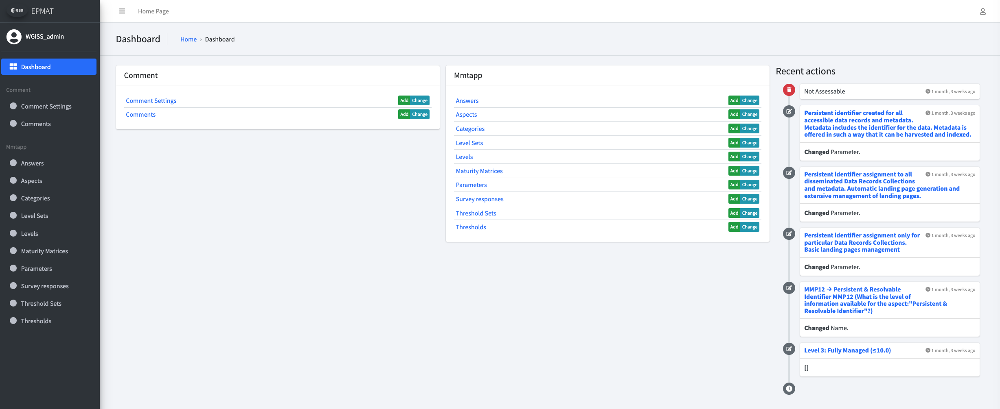 esa EPMAT
WGISS_admin
Dashboard
Comment
Comment Settings
Comments
Mmtapp
Answers
Aspects
Categories
Level Sets
Levels
Maturity Matrices
Parameters
Survey responses
Threshold Sets
Thresholds
Home Page
Dashboard
Home › Dashboard
Comment
Comment Settings Add Change
Comments Add Change
Mmtapp
Answers Add Change
Aspects Add Change
Categories Add Change
Level Sets Add Change
Levels Add Change
Maturity Matrices Add Change
Parameters Add Change
Survey responses Add Change
Threshold Sets Add Change
Thresholds Add Change
Recent actions
Not Assessable 1 month, 3 weeks ago
Persistent identifier created for all 1 month, 3 weeks ago
accessible data records and metadata.
Metadata includes the identifier for the data. Metadata is
offered in such a way that it can be harvested and indexed.
Changed Parameter.
Persistent identifier assignment to all 1 month, 3 weeks ago
disseminated Data Records Collections
and metadata. Automatic landing page generation and
extensive management of landing pages.
Changed Parameter.
Persistent identifier assignment only for 1 month, 3 weeks ago
particular Data Records Collections.
Basic landing pages management
Changed Parameter.
MMP12 → Persistent & Resolvable 1 month, 3 weeks ago
Identifier MMP12 (What is the level of
information available for the aspect:"Persistent &
Resolvable Identifier"?)
Changed Name.
Level 3: Fully Managed (≤10.0) 1 month, 3 weeks ago
[]